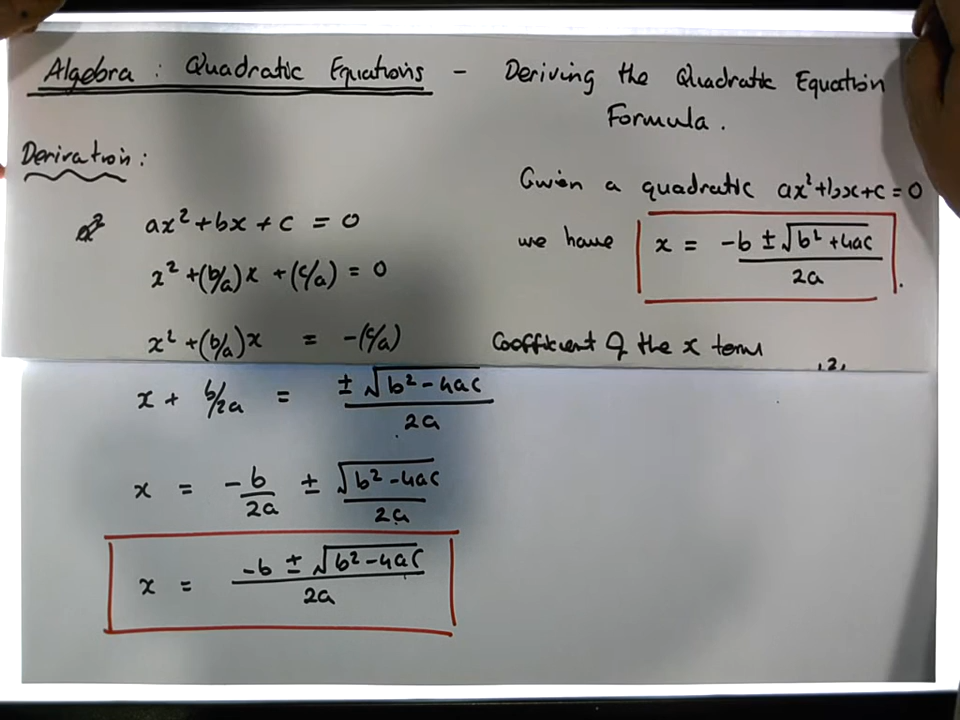 Algebra : Quadratic Equations - Deriving the Quadratic Equation
Formula.
Derivation:
Given a quadratic ax²+bx+c=0
we have x = -b ± √b² + 4ac / 2a.
ax² + bx + c = 0
x² + (b/a)x + (c/a) = 0
x² + (b/a)x = -(c/a)
Coefficient of the x term
x + b/2a = ± √b² - 4ac / 2a
x = -b/2a ± √b² - 4ac / 2a
x = -b ± √b² - 4ac / 2a